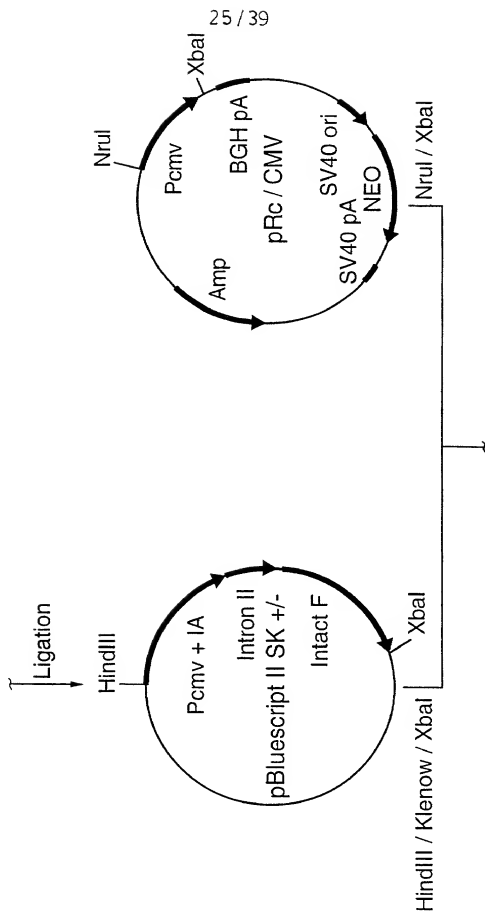 25/39
Ligation
HindIII
Pcmv + IA
Intron II
pBluescript II SK +/-
Intact F
XbaI
HindIII / Klenow / XbaI
NruI
XbaI
Pcmv
BGH pA
Amp
pRc / CMV
SV40 ori
SV40 pA
NEO
NruI / XbaI